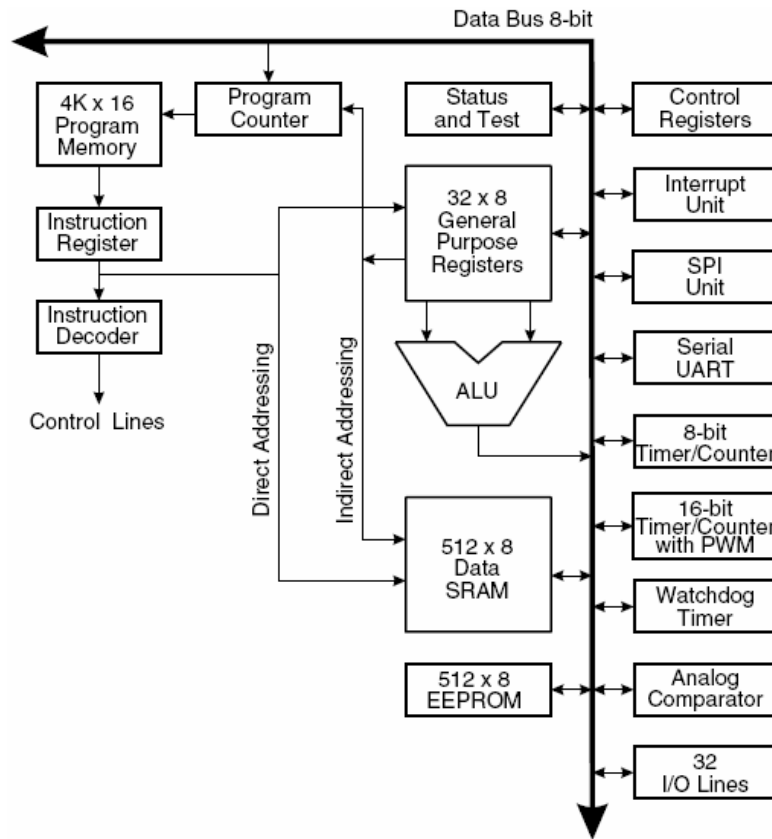 Data Bus 8-bit
4K x 16
Program
Memory
Program
Counter
Status
and Test
Control
Registers
Instruction
Register
32 x 8
General
Purpose
Registers
Interrupt
Unit
SPI
Unit
Instruction
Decoder
Control Lines
Direct Addressing
Indirect Addressing
ALU
Serial
UART
8-bit
Timer/Counter
16-bit
Timer/Counter
with PWM
512 x 8
Data
SRAM
Watchdog
Timer
512 x 8
EEPROM
Analog
Comparator
32
I/O Lines